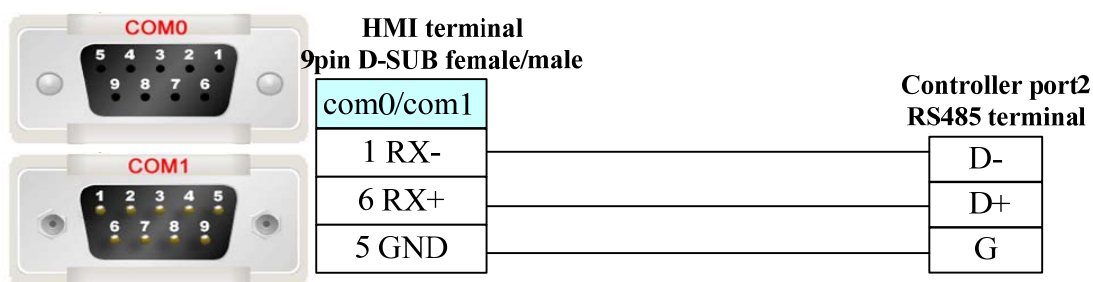 COM0
5 4 3 2 1
9 8 7 6
COM1
1 2 3 4 5
6 7 8 9
HMI terminal
9pin D-SUB female/male
com0/com1
1 RX-
6 RX+
5 GND
Controller port2
RS485 terminal
D-
D+
G